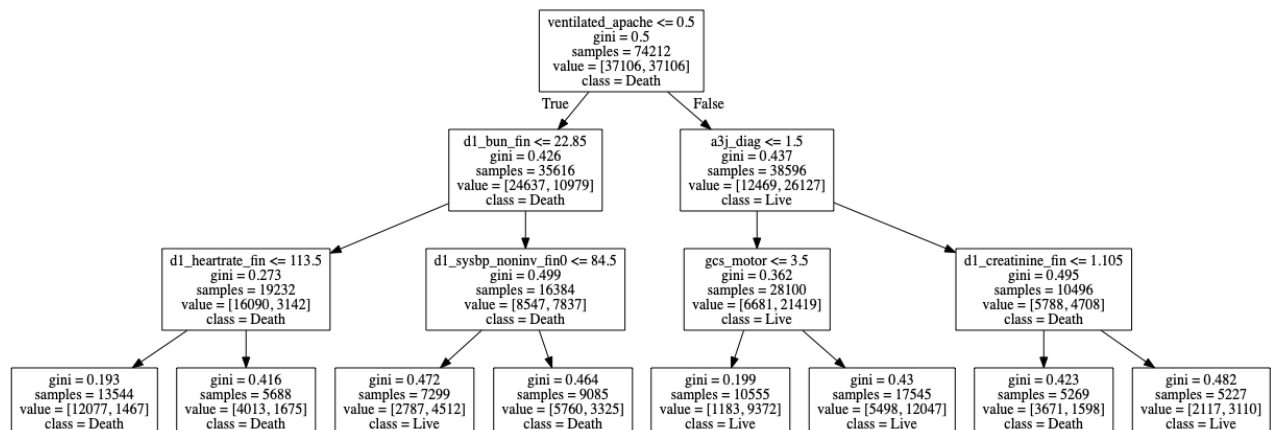 ventilated_apache <= 0.5
gini = 0.5
samples = 74212
value = [37106, 37106]
class = Death
True
False
d1_bun_fin <= 22.85
gini = 0.426
samples = 35616
value = [24637, 10979]
class = Death
a3j_diag <= 1.5
gini = 0.437
samples = 38596
value = [12469, 26127]
class = Live
d1_heartrate_fin <= 113.5
gini = 0.273
samples = 19232
value = [16090, 3142]
class = Death
d1_sysbp_noninv_fin0 <= 84.5
gini = 0.499
samples = 16384
value = [8547, 7837]
class = Death
gcs_motor <= 3.5
gini = 0.362
samples = 28100
value = [6681, 21419]
class = Live
d1_creatinine_fin <= 1.105
gini = 0.495
samples = 10496
value = [5788, 4708]
class = Death
gini = 0.193
samples = 13544
value = [12077, 1467]
class = Death
gini = 0.416
samples = 5688
value = [4013, 1675]
class = Death
gini = 0.472
samples = 7299
value = [2787, 4512]
class = Live
gini = 0.464
samples = 9085
value = [5760, 3325]
class = Death
gini = 0.199
samples = 10555
value = [1183, 9372]
class = Live
gini = 0.43
samples = 17545
value = [5498, 12047]
class = Live
gini = 0.423
samples = 5269
value = [3671, 1598]
class = Death
gini = 0.482
samples = 5227
value = [2117, 3110]
class = Live